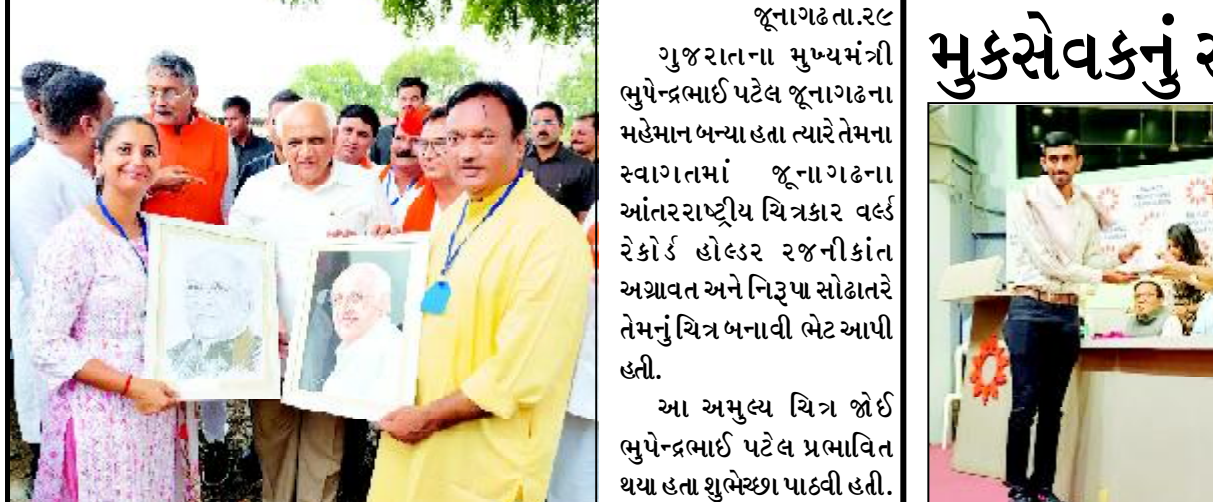 જૂનાગઢ તા.૨૯
ગુજરાતના મુખ્યમંત્રી
ભુપેન્દ્રભાઈ પટેલ જૂનાગઢના
મહેમાન બન્યા હતા ત્યારે તેમના
સ્વાગતમાં જૂનાગઢના
આંતરરાષ્ટ્રીય ચિત્રકાર વર્લ્ડ
રેકોર્ડ હોલ્ડર રજનીકાંત
અગ્રાવત અને નિરૂપા સોઢાતરે
તેમનું ચિત્ર બનાવી ભેટ આપી
હતી.
આ અમુલ્ય ચિત્ર જોઈ
ભુપેન્દ્રભાઈ પટેલ પ્રભાવિત
થયા હતા શુભેચ્છા પાઠવી હતી.
મુકસેવકનું